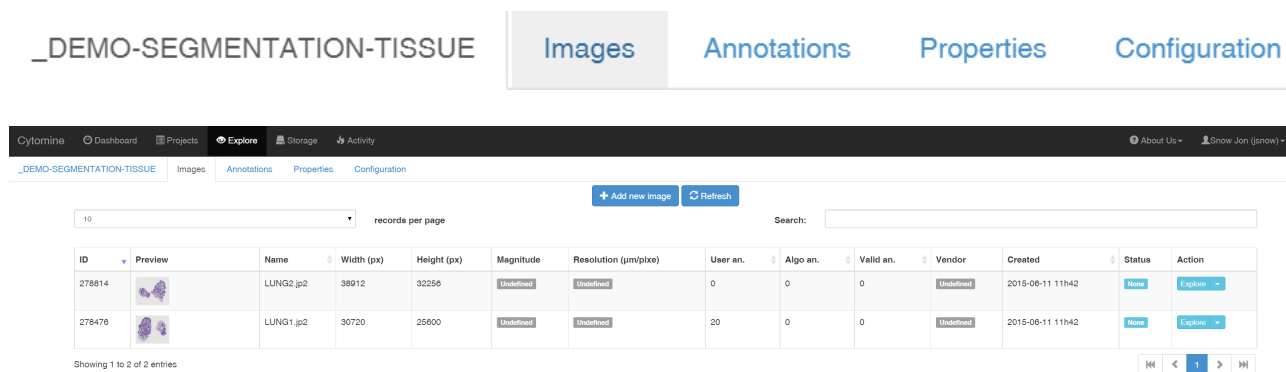 _DEMO-SEGMENTATION-TISSUE Images Annotations Properties Configuration
Cytomine Dashboard Projects Explore Storage Activity About Us Snow Jon (jsnow)
_DEMO-SEGMENTATION-TISSUE Images Annotations Properties Configuration
+ Add new image Refresh
10 records per page Search:
ID Preview Name Width (px) Height (px) Magnitude Resolution (µm/pixe) User an. Algo an. Valid an. Vendor Created Status Action
278814 LUNG2.jp2 38912 32256 Undefined Undefined 0 0 0 Undefined 2015-06-11 11h42 None Explore
278476 LUNG1.jp2 30720 25600 Undefined Undefined 20 0 0 Undefined 2015-06-11 11h42 None Explore
Showing 1 to 2 of 2 entries 1